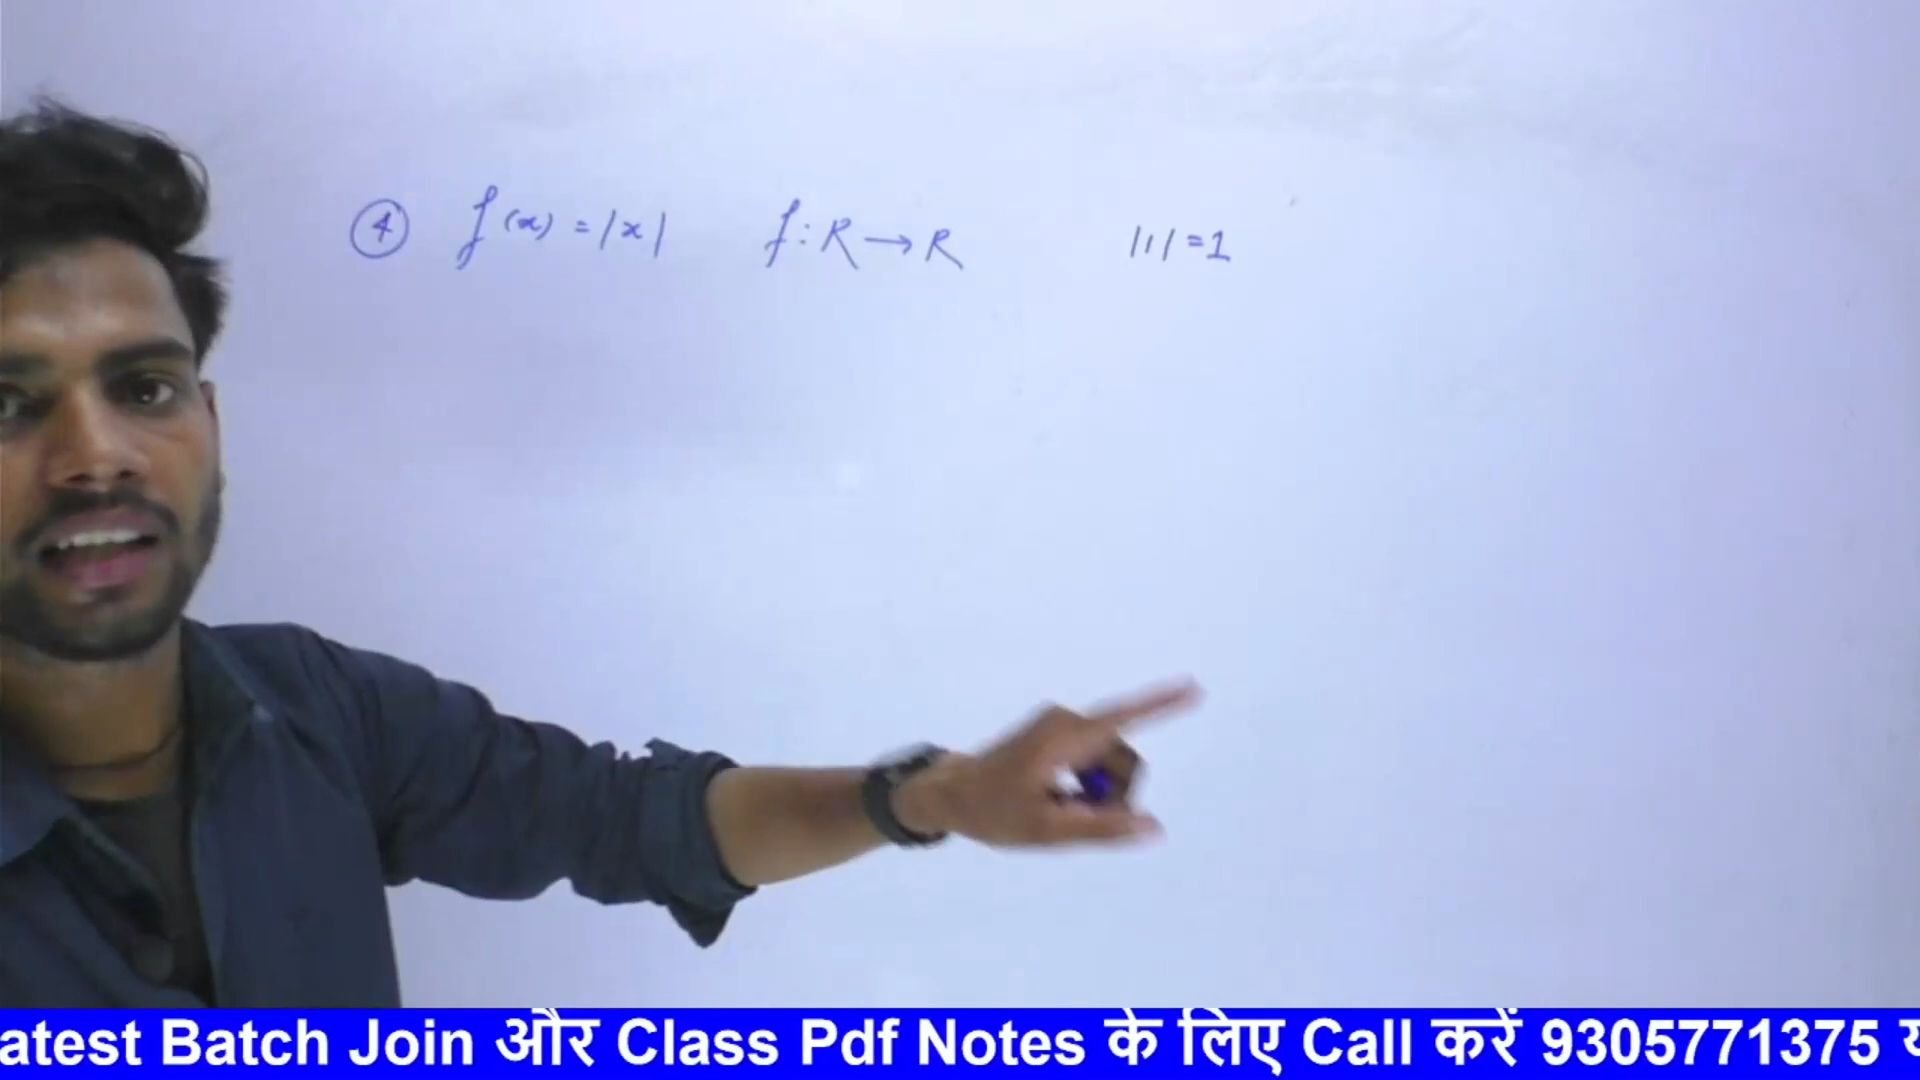 ④ f(x) = |x| f : R → R |1| = 1
atest Batch Join और Class Pdf Notes के लिए Call करें 9305771375